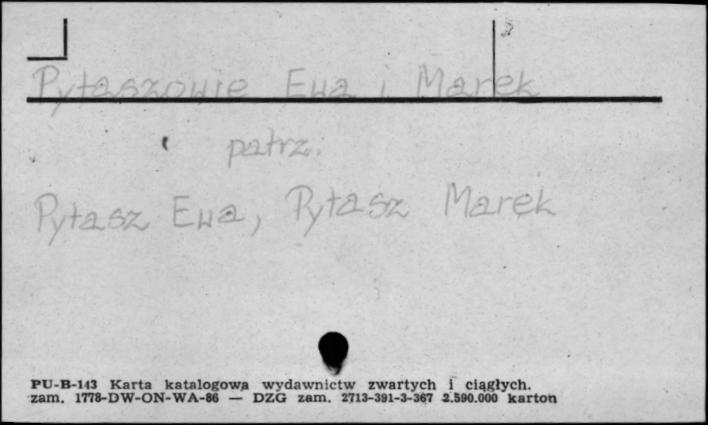 Pytaszowie Ewa i Marek
patrz.
Pytasz Ewa, Pytasz Marek
PU-B-143 Karta katalogowa wydawnictw zwartych i ciągłych.
zam. 1778-DW-ON-WA-86 — DZG zam. 2713-391-3-367 2.590.000 karton